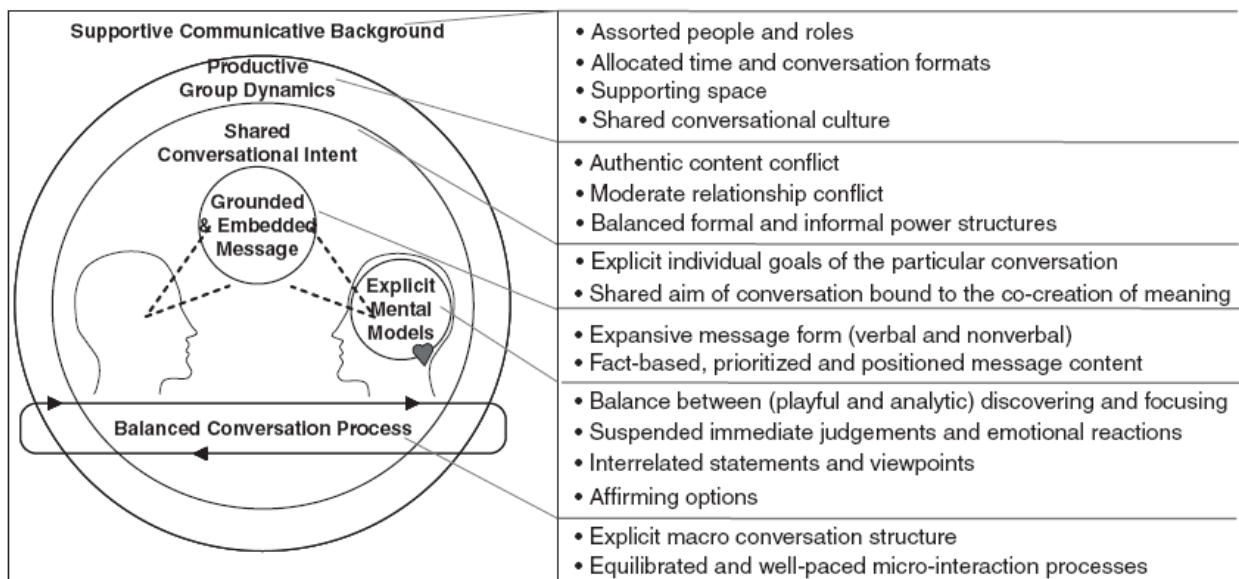 Supportive Communicative Background
Productive
Group Dynamics
Shared
Conversational Intent
Grounded
& Embedded
Message
Explicit
Mental
Models
Balanced Conversation Process
• Assorted people and roles
• Allocated time and conversation formats
• Supporting space
• Shared conversational culture
• Authentic content conflict
• Moderate relationship conflict
• Balanced formal and informal power structures
• Explicit individual goals of the particular conversation
• Shared aim of conversation bound to the co-creation of meaning
• Expansive message form (verbal and nonverbal)
• Fact-based, prioritized and positioned message content
• Balance between (playful and analytic) discovering and focusing
• Suspended immediate judgements and emotional reactions
• Interrelated statements and viewpoints
• Affirming options
• Explicit macro conversation structure
• Equilibrated and well-paced micro-interaction processes